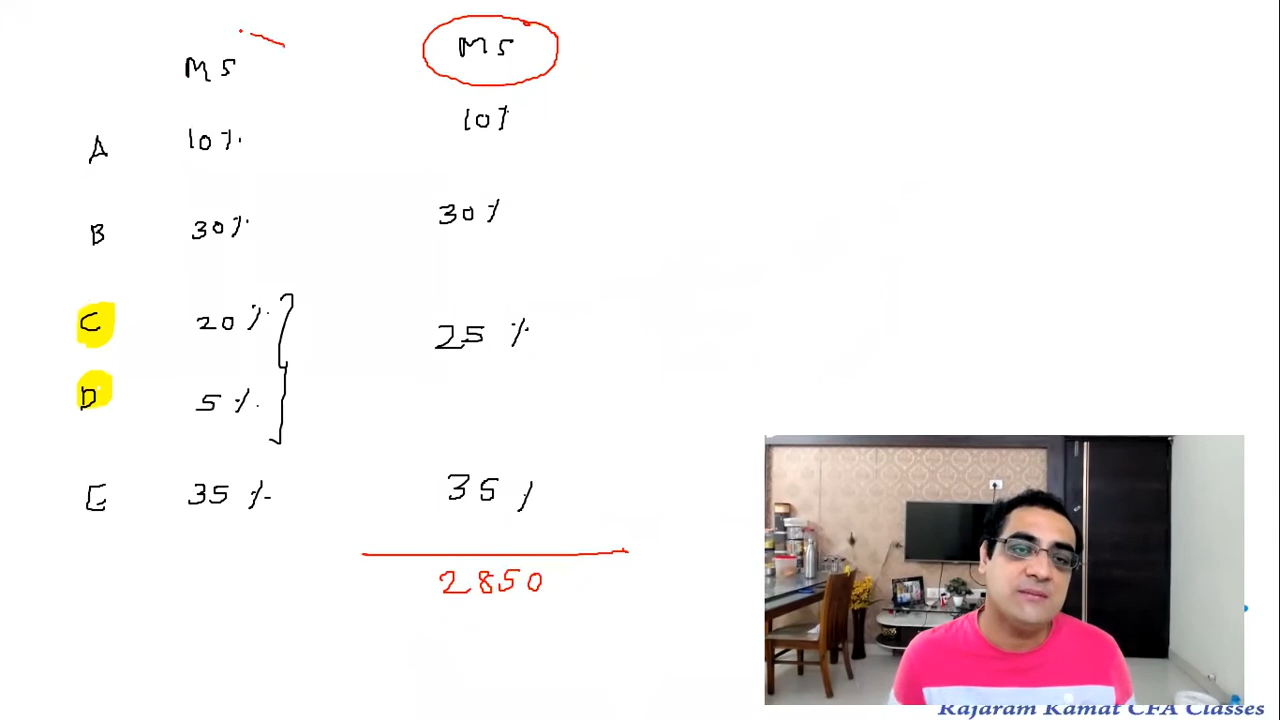 MS MS
A 10% 10%
B 30% 30%
C 20% 25%
D 5%
E 35% 35%
2850
Rajaram Kamat CFA Classes